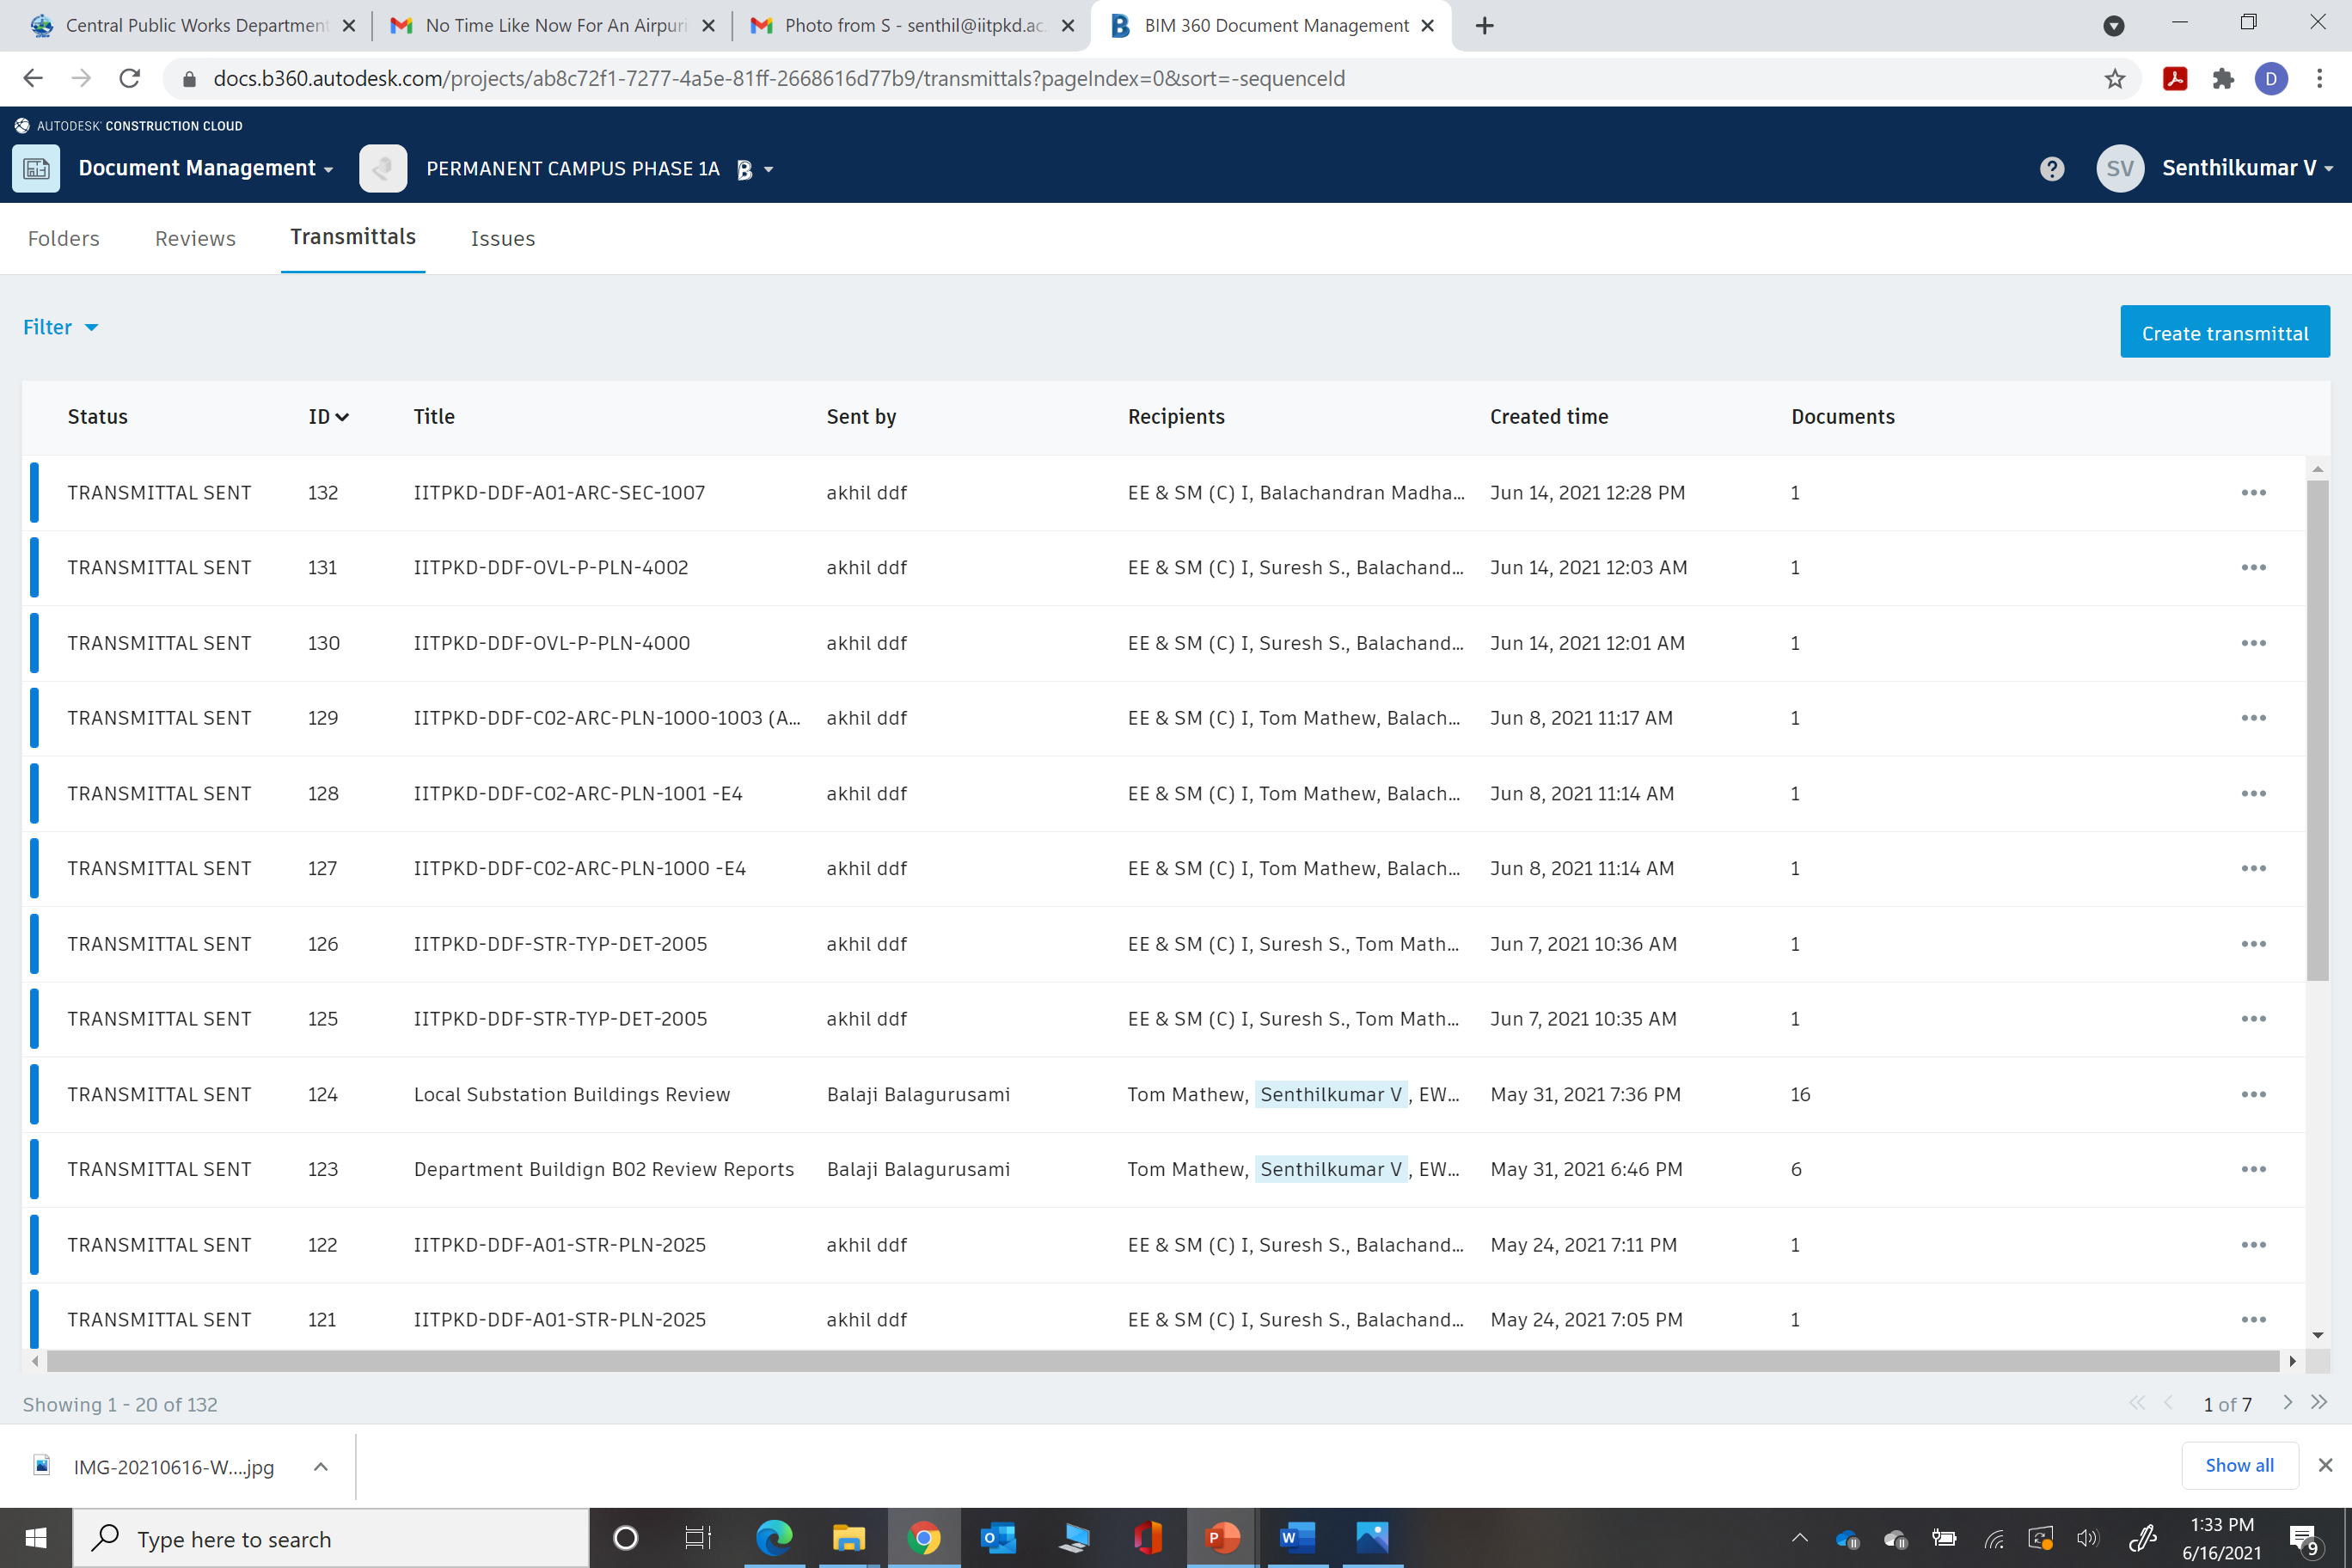 Central Public Works Department
No Time Like Now For An Airpuri
Photo from S - senthil@iitpkd.ac.
BIM 360 Document Management
docs.b360.autodesk.com/projects/ab8c72f1-7277-4a5e-81ff-2668616d77b9/transmittals?pageIndex=0&sort=-sequenceId
D
AUTODESK® CONSTRUCTION CLOUD
Document Management PERMANENT CAMPUS PHASE 1A B ? SV Senthilkumar V
Folders Reviews Transmittals Issues
Filter Create transmittal
Status ID Title Sent by Recipients Created time Documents
TRANSMITTAL SENT 132 IITPKD-DDF-A01-ARC-SEC-1007 akhil ddf EE & SM (C) I, Balachandran Madha... Jun 14, 2021 12:28 PM 1
TRANSMITTAL SENT 131 IITPKD-DDF-OVL-P-PLN-4002 akhil ddf EE & SM (C) I, Suresh S., Balachand... Jun 14, 2021 12:03 AM 1
TRANSMITTAL SENT 130 IITPKD-DDF-OVL-P-PLN-4000 akhil ddf EE & SM (C) I, Suresh S., Balachand... Jun 14, 2021 12:01 AM 1
TRANSMITTAL SENT 129 IITPKD-DDF-C02-ARC-PLN-1000-1003 (A... akhil ddf EE & SM (C) I, Tom Mathew, Balach... Jun 8, 2021 11:17 AM 1
TRANSMITTAL SENT 128 IITPKD-DDF-C02-ARC-PLN-1001 -E4 akhil ddf EE & SM (C) I, Tom Mathew, Balach... Jun 8, 2021 11:14 AM 1
TRANSMITTAL SENT 127 IITPKD-DDF-C02-ARC-PLN-1000 -E4 akhil ddf EE & SM (C) I, Tom Mathew, Balach... Jun 8, 2021 11:14 AM 1
TRANSMITTAL SENT 126 IITPKD-DDF-STR-TYP-DET-2005 akhil ddf EE & SM (C) I, Suresh S., Tom Math... Jun 7, 2021 10:36 AM 1
TRANSMITTAL SENT 125 IITPKD-DDF-STR-TYP-DET-2005 akhil ddf EE & SM (C) I, Suresh S., Tom Math... Jun 7, 2021 10:35 AM 1
TRANSMITTAL SENT 124 Local Substation Buildings Review Balaji Balagurusami Tom Mathew, Senthilkumar V , EW... May 31, 2021 7:36 PM 16
TRANSMITTAL SENT 123 Department Buildign B02 Review Reports Balaji Balagurusami Tom Mathew, Senthilkumar V , EW... May 31, 2021 6:46 PM 6
TRANSMITTAL SENT 122 IITPKD-DDF-A01-STR-PLN-2025 akhil ddf EE & SM (C) I, Suresh S., Balachand... May 24, 2021 7:11 PM 1
TRANSMITTAL SENT 121 IITPKD-DDF-A01-STR-PLN-2025 akhil ddf EE & SM (C) I, Suresh S., Balachand... May 24, 2021 7:05 PM 1
Showing 1 - 20 of 132 1 of 7
IMG-20210616-W....jpg Show all
Type here to search
1:33 PM
6/16/2021
9